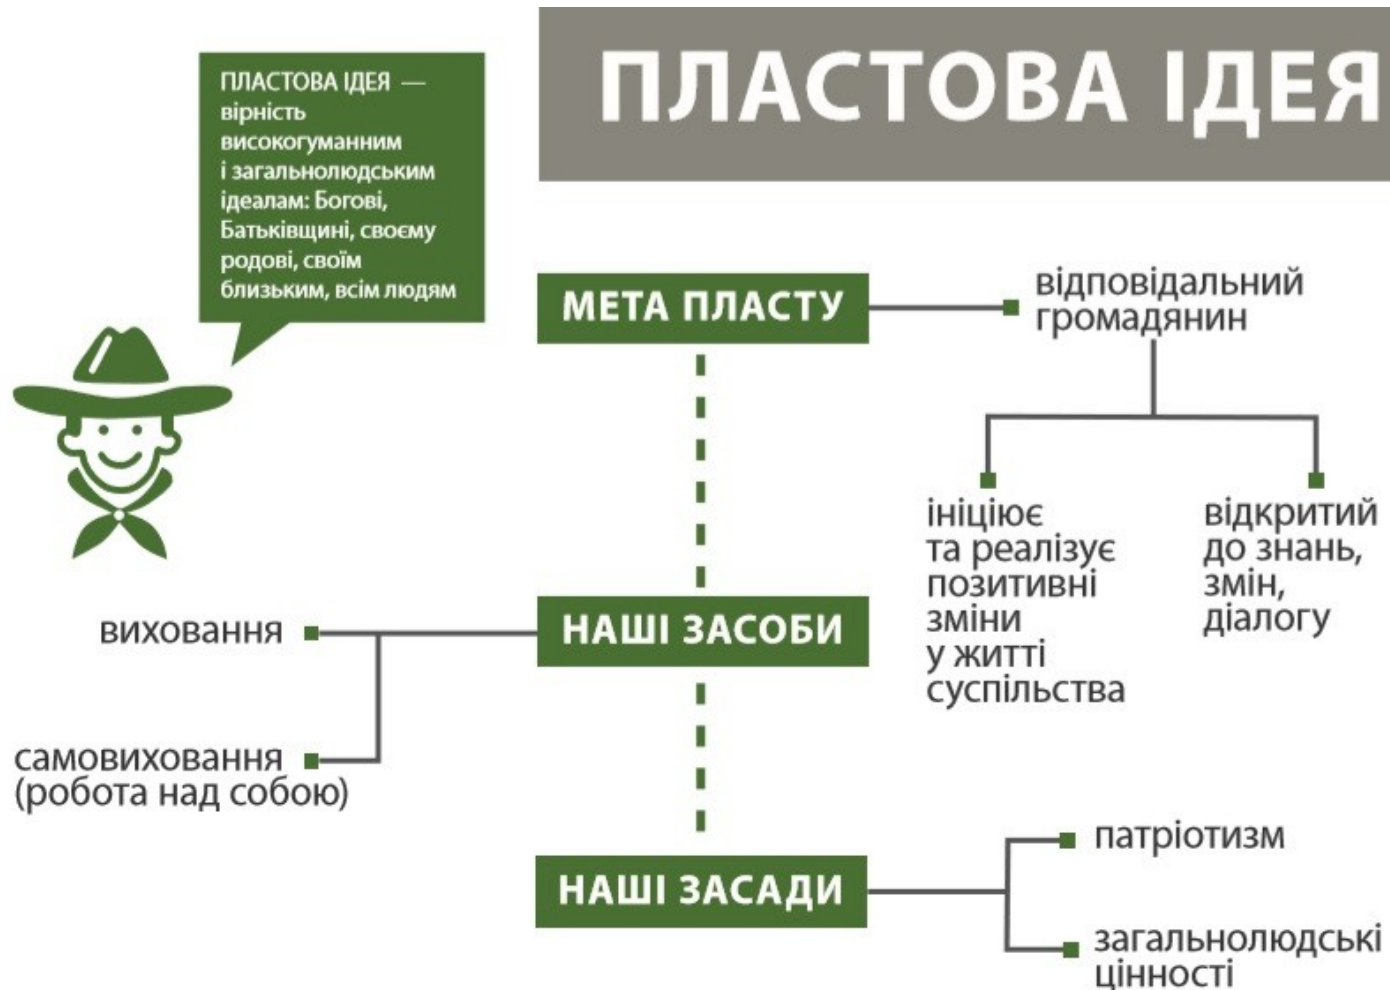 ПЛАСТОВА ІДЕЯ
ПЛАСТОВА ІДЕЯ —
вірність
високогуманним
і загальнолюдським
ідеалам: Богові,
Батьківщині, своєму
родові, своїм
близьким, всім людям
МЕТА ПЛАСТУ
відповідальний
громадянин
ініціює
та реалізує
позитивні
зміни
у житті
суспільства
відкритий
до знань,
змін,
діалогу
НАШІ ЗАСОБИ
виховання
самовиховання
(робота над собою)
НАШІ ЗАСАДИ
патріотизм
загальнолюдські
цінності